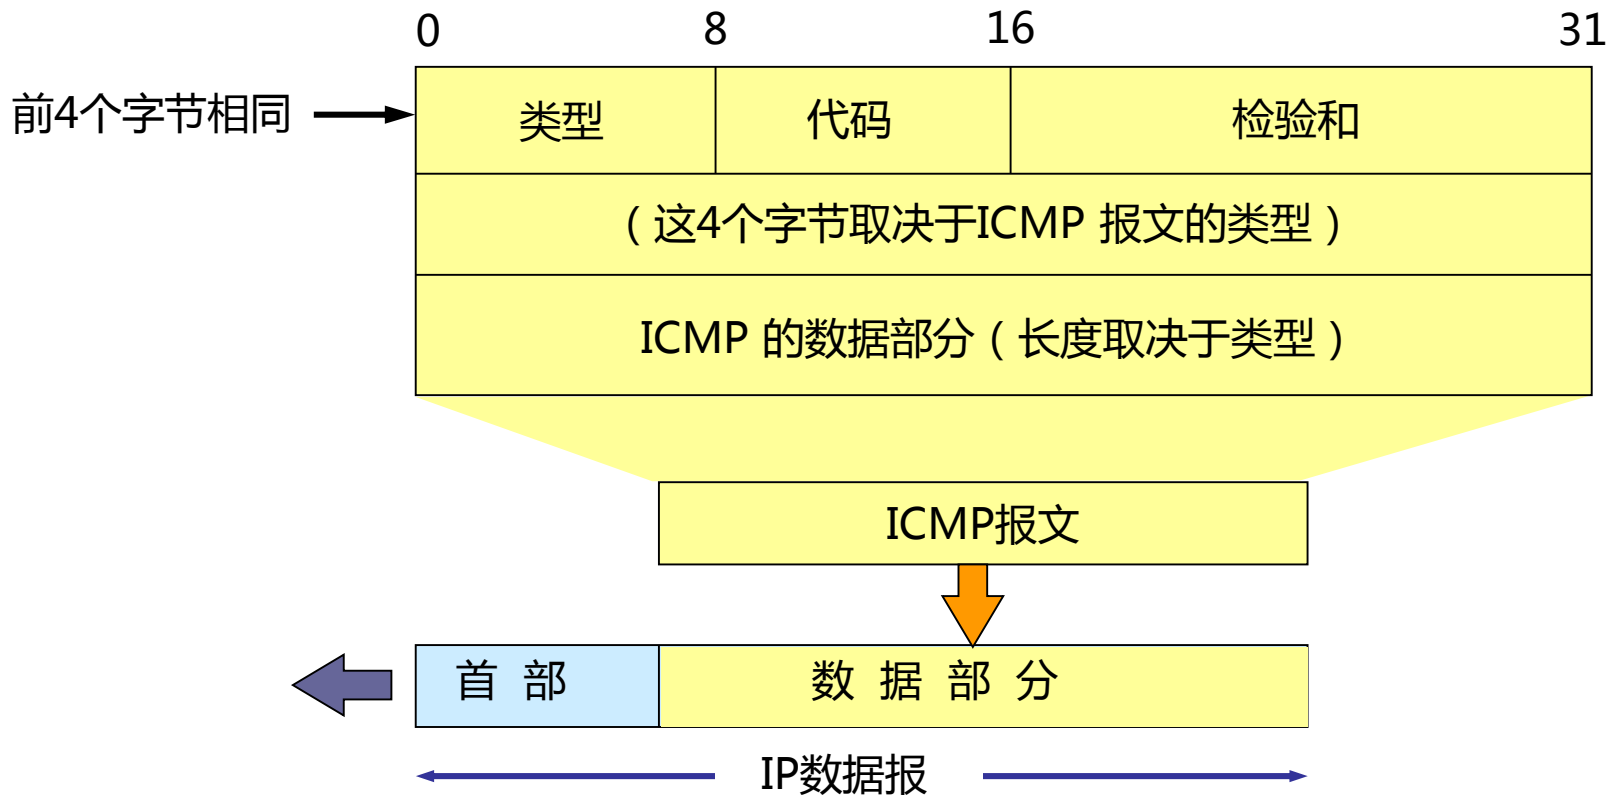 0 8 16 31
前4个字节相同
类型 代码 检验和
（这4个字节取决于ICMP 报文的类型）
ICMP 的数据部分（长度取决于类型）
ICMP报文
首 部 数 据 部 分
IP数据报